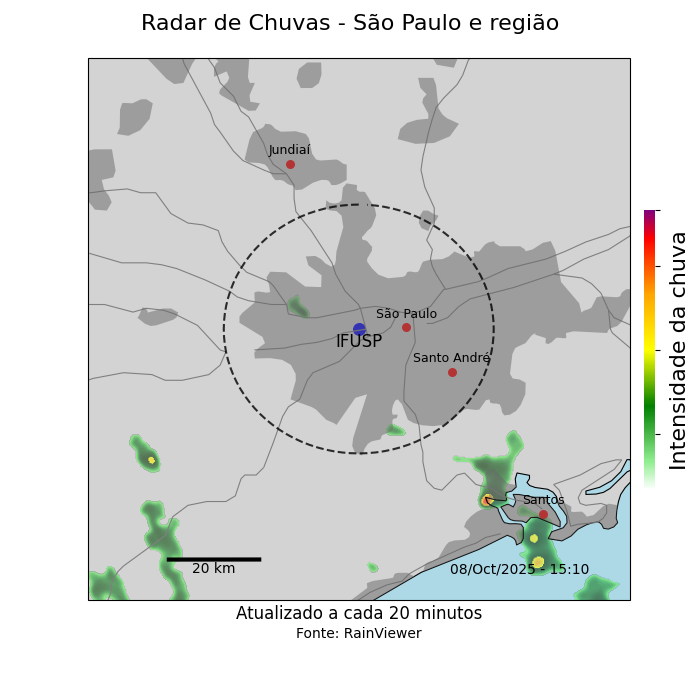 Radar de Chuvas - São Paulo e região
Jundiaí
São Paulo
IFUSP
Santo André
Santos
20 km
08/Oct/2025 - 15:10
Intensidade da chuva
Atualizado a cada 20 minutos
Fonte: RainViewer